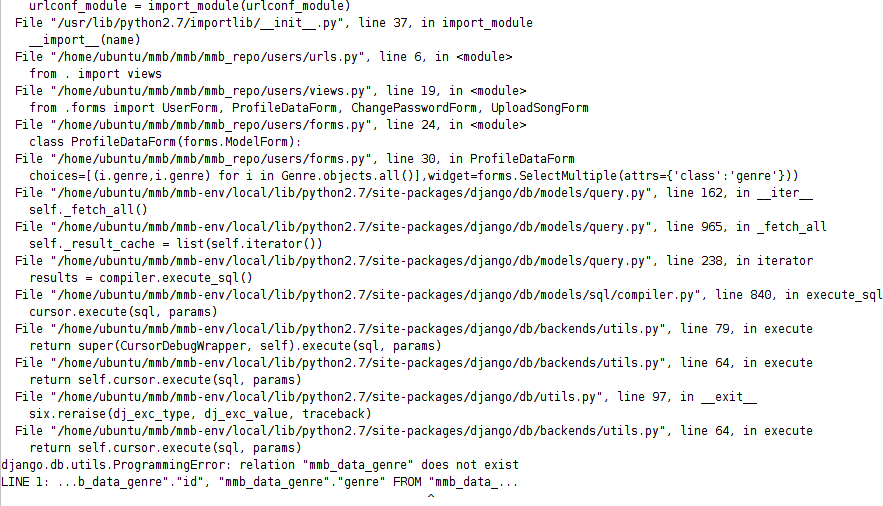 urlconf_module = import_module(urlconf_module)
File "/usr/lib/python2.7/importlib/__init__.py", line 37, in import_module
__import__(name)
File "/home/ubuntu/mmb/mmb_repo/users/urls.py", line 6, in <module>
from . import views
File "/home/ubuntu/mmb/mmb_repo/users/views.py", line 19, in <module>
from .forms import UserForm, ProfileDataForm, ChangePasswordForm, UploadSongForm
File "/home/ubuntu/mmb/mmb_repo/users/forms.py", line 24, in <module>
class ProfileDataForm(forms.ModelForm):
File "/home/ubuntu/mmb/mmb_repo/users/forms.py", line 30, in ProfileDataForm
choices=[(i.genre,i.genre) for i in Genre.objects.all()],widget=forms.SelectMultiple(attrs={'class':'genre'}))
File "/home/ubuntu/mmb/mmb-env/local/lib/python2.7/site-packages/django/db/models/query.py", line 162, in __iter__
self._fetch_all()
File "/home/ubuntu/mmb/mmb-env/local/lib/python2.7/site-packages/django/db/models/query.py", line 965, in _fetch_all
self._result_cache = list(self.iterator())
File "/home/ubuntu/mmb/mmb-env/local/lib/python2.7/site-packages/django/db/models/query.py", line 238, in iterator
results = compiler.execute_sql()
File "/home/ubuntu/mmb/mmb-env/local/lib/python2.7/site-packages/django/db/models/sql/compiler.py", line 840, in execute_sql
cursor.execute(sql, params)
File "/home/ubuntu/mmb/mmb-env/local/lib/python2.7/site-packages/django/db/backends/utils.py", line 79, in execute
return super(CursorDebugWrapper, self).execute(sql, params)
File "/home/ubuntu/mmb/mmb-env/local/lib/python2.7/site-packages/django/db/backends/utils.py", line 64, in execute
return self.cursor.execute(sql, params)
File "/home/ubuntu/mmb/mmb-env/local/lib/python2.7/site-packages/django/db/utils.py", line 97, in __exit__
six.reraise(dj_exc_type, dj_exc_value, traceback)
File "/home/ubuntu/mmb/mmb-env/local/lib/python2.7/site-packages/django/db/backends/utils.py", line 64, in execute
return self.cursor.execute(sql, params)
django.db.utils.ProgrammingError: relation "mmb_data_genre" does not exist
LINE 1: ...b_data_genre"."id", "mmb_data_genre"."genre" FROM "mmb_data_...
^